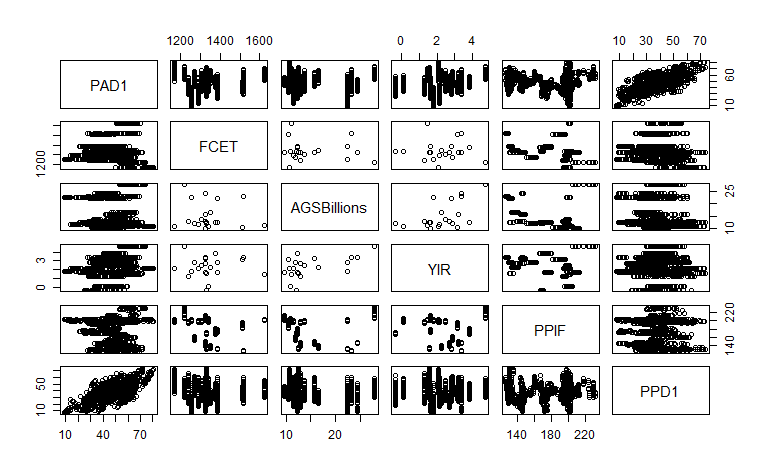 1200 1400 1600
0 2 4
10 30 50 70
PAD1
10 60
FCET
1200
AGSBillions
10 25
YIR
0 3
PPIF
140 220
PPD1
10 50
10 40 70
10 20
140 180 220